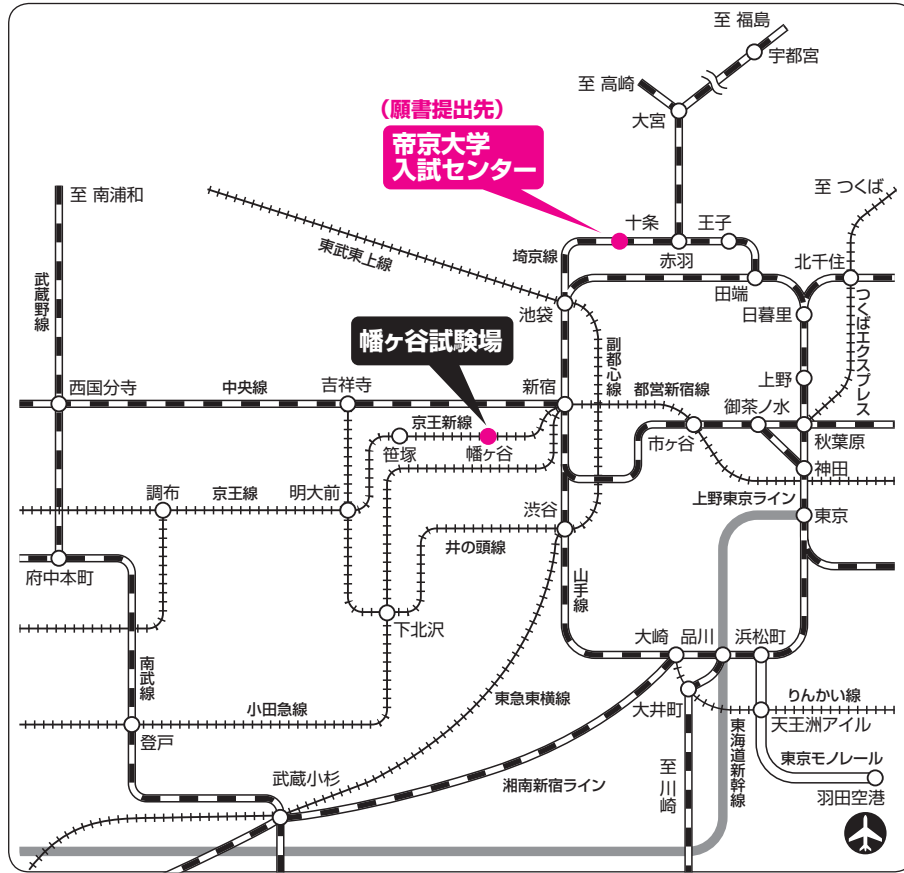 至 福島
宇都宮
至 高崎
大宮
（願書提出先）
帝京大学
入試センター
至 南浦和
至 つくば
十条
王子
東武東上線
埼京線
赤羽
北千住
武蔵野線
池袋
田端
日暮里
つくばエクスプレス
幡ヶ谷試験場
副都心線
西国分寺
中央線
吉祥寺
新宿
都営新宿線
上野
御茶ノ水
京王新線
笹塚
幡ヶ谷
市ヶ谷
秋葉原
神田
調布
京王線
明大前
渋谷
上野東京ライン
東京
井の頭線
府中本町
山手線
下北沢
大崎
品川
浜松町
南武線
小田急線
東急東横線
大井町
りんかい線
登戸
天王洲アイル
東海道新幹線
武蔵小杉
湘南新宿ライン
至 川崎
東京モノレール
羽田空港